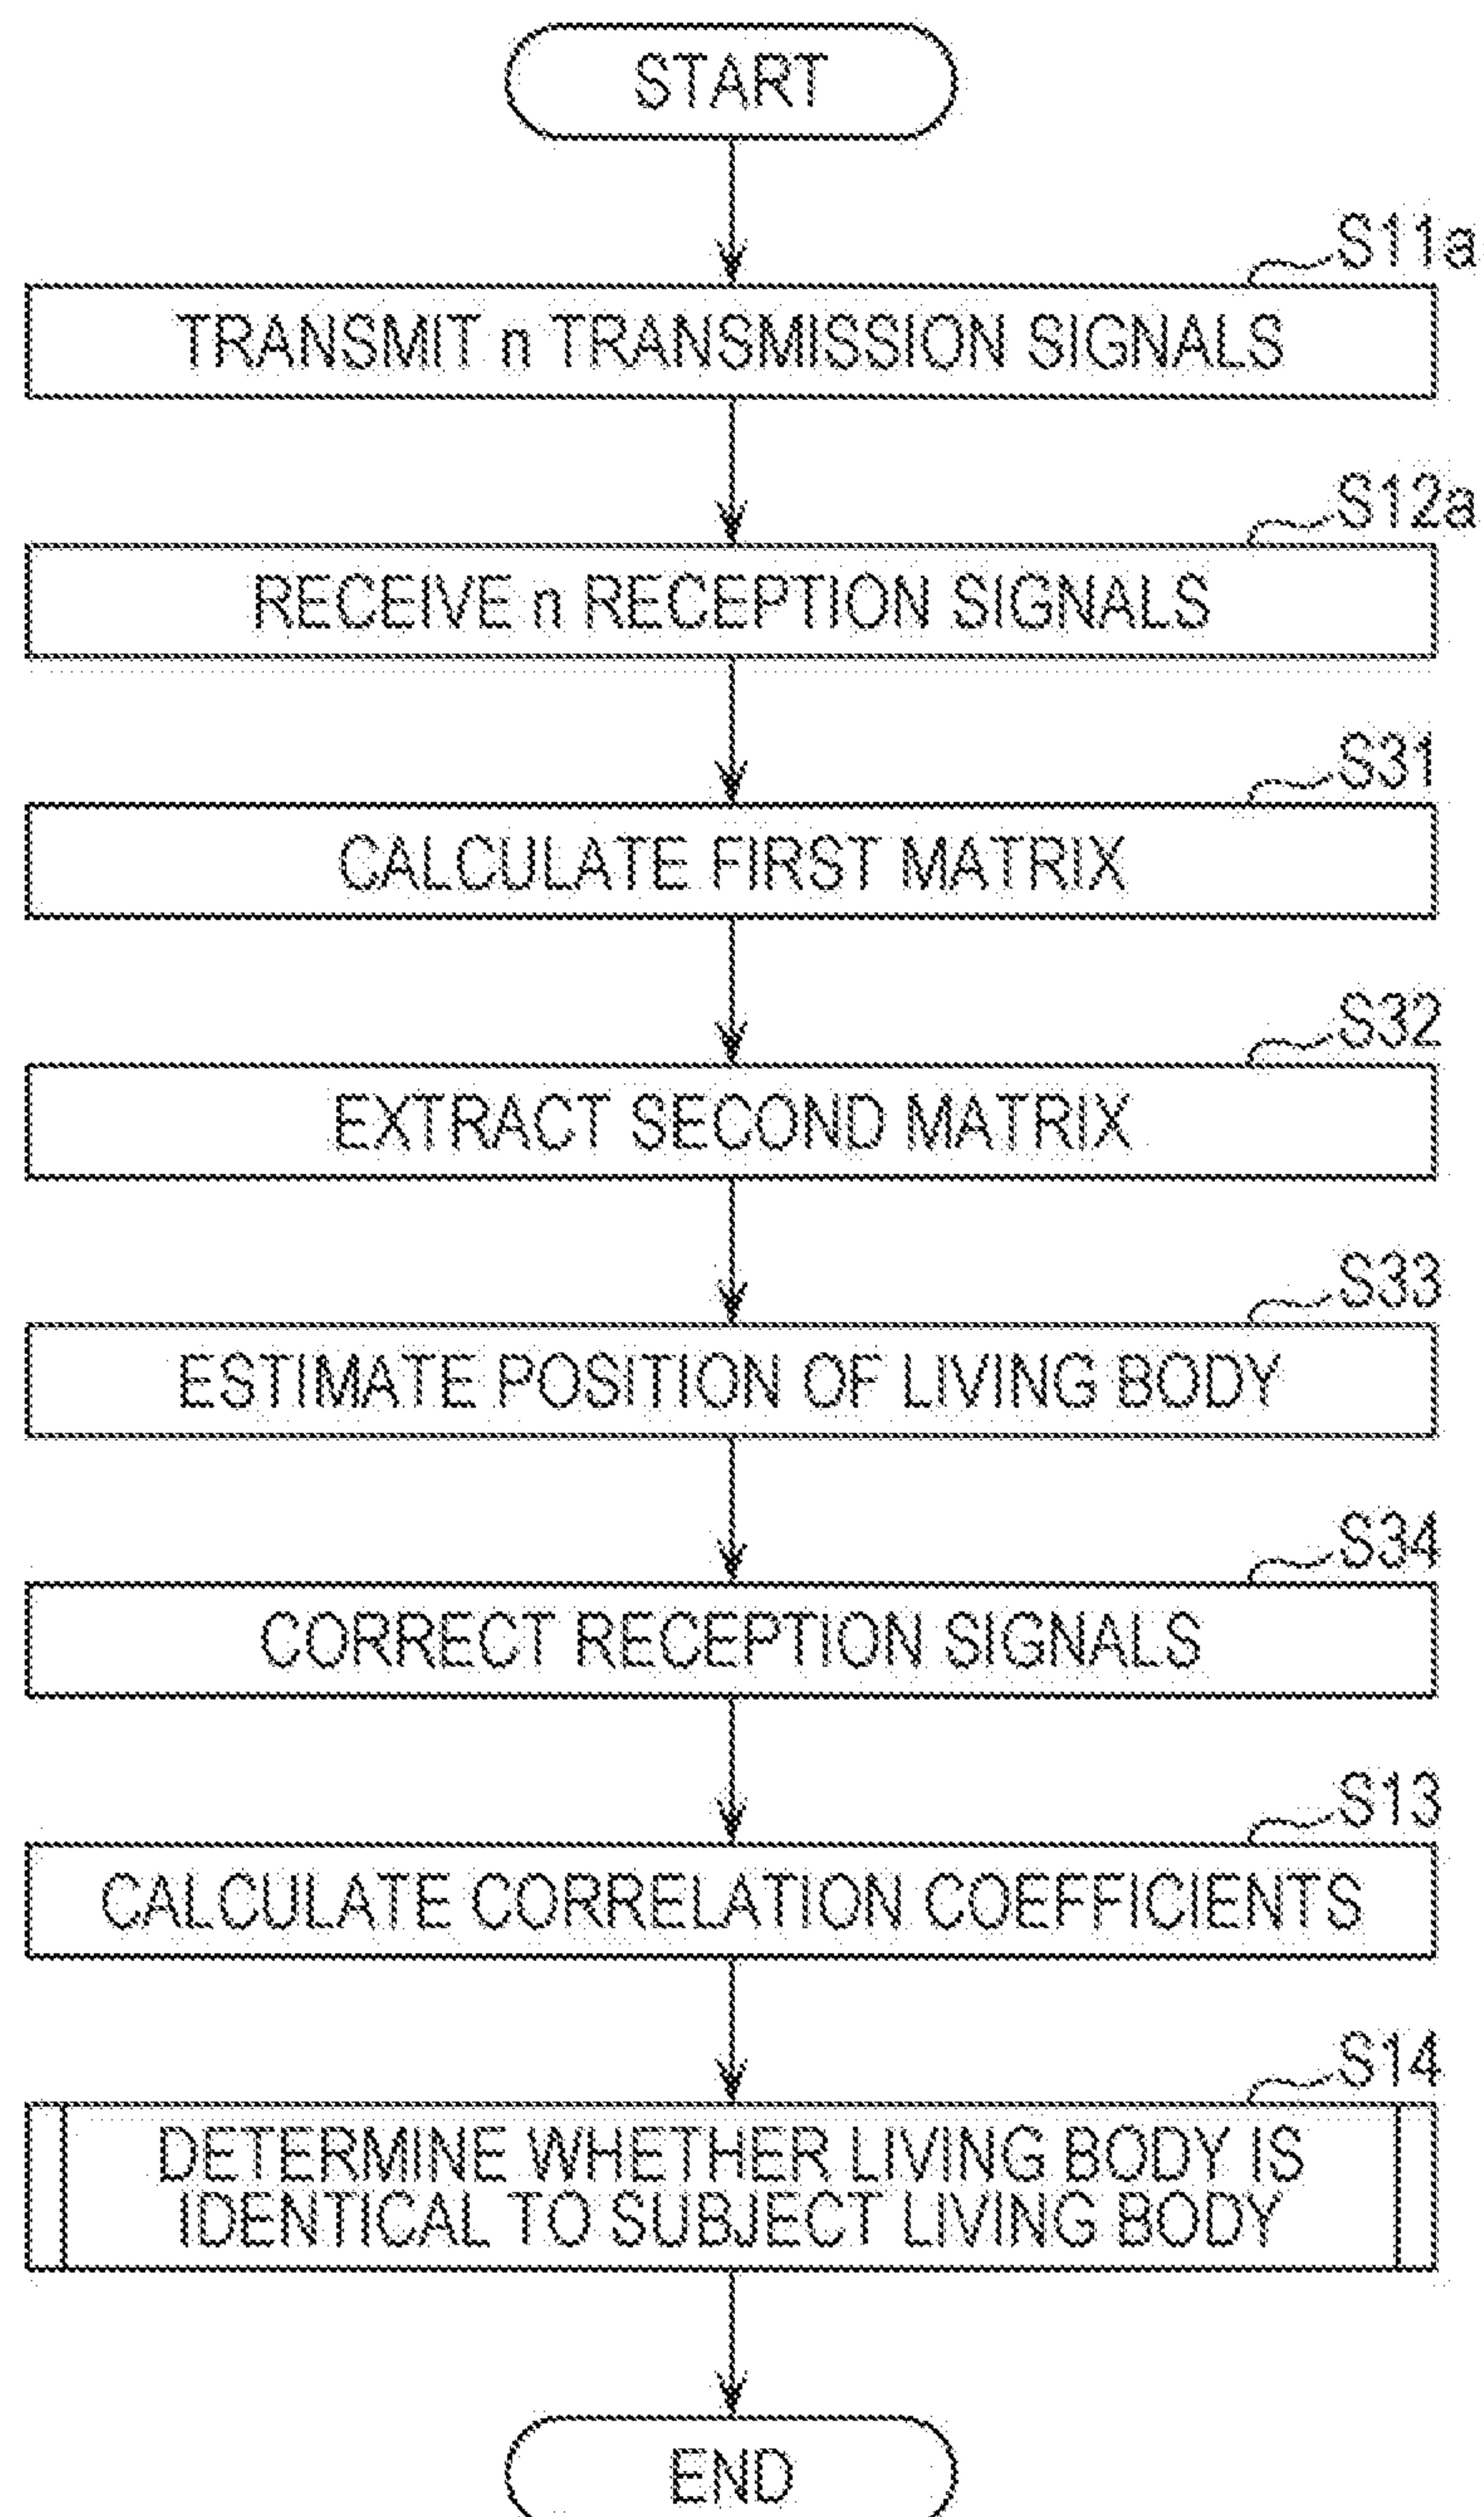 START
S11a
TRANSMIT n TRANSMISSION SIGNALS
S12a
RECEIVE n RECEPTION SIGNALS
S31
CALCULATE FIRST MATRIX
S32
EXTRACT SECOND MATRIX
S33
ESTIMATE POSITION OF LIVING BODY
S34
CORRECT RECEPTION SIGNALS
S13
CALCULATE CORRELATION COEFFICIENTS
S14
DETERMINE WHETHER LIVING BODY IS
IDENTICAL TO SUBJECT LIVING BODY
END